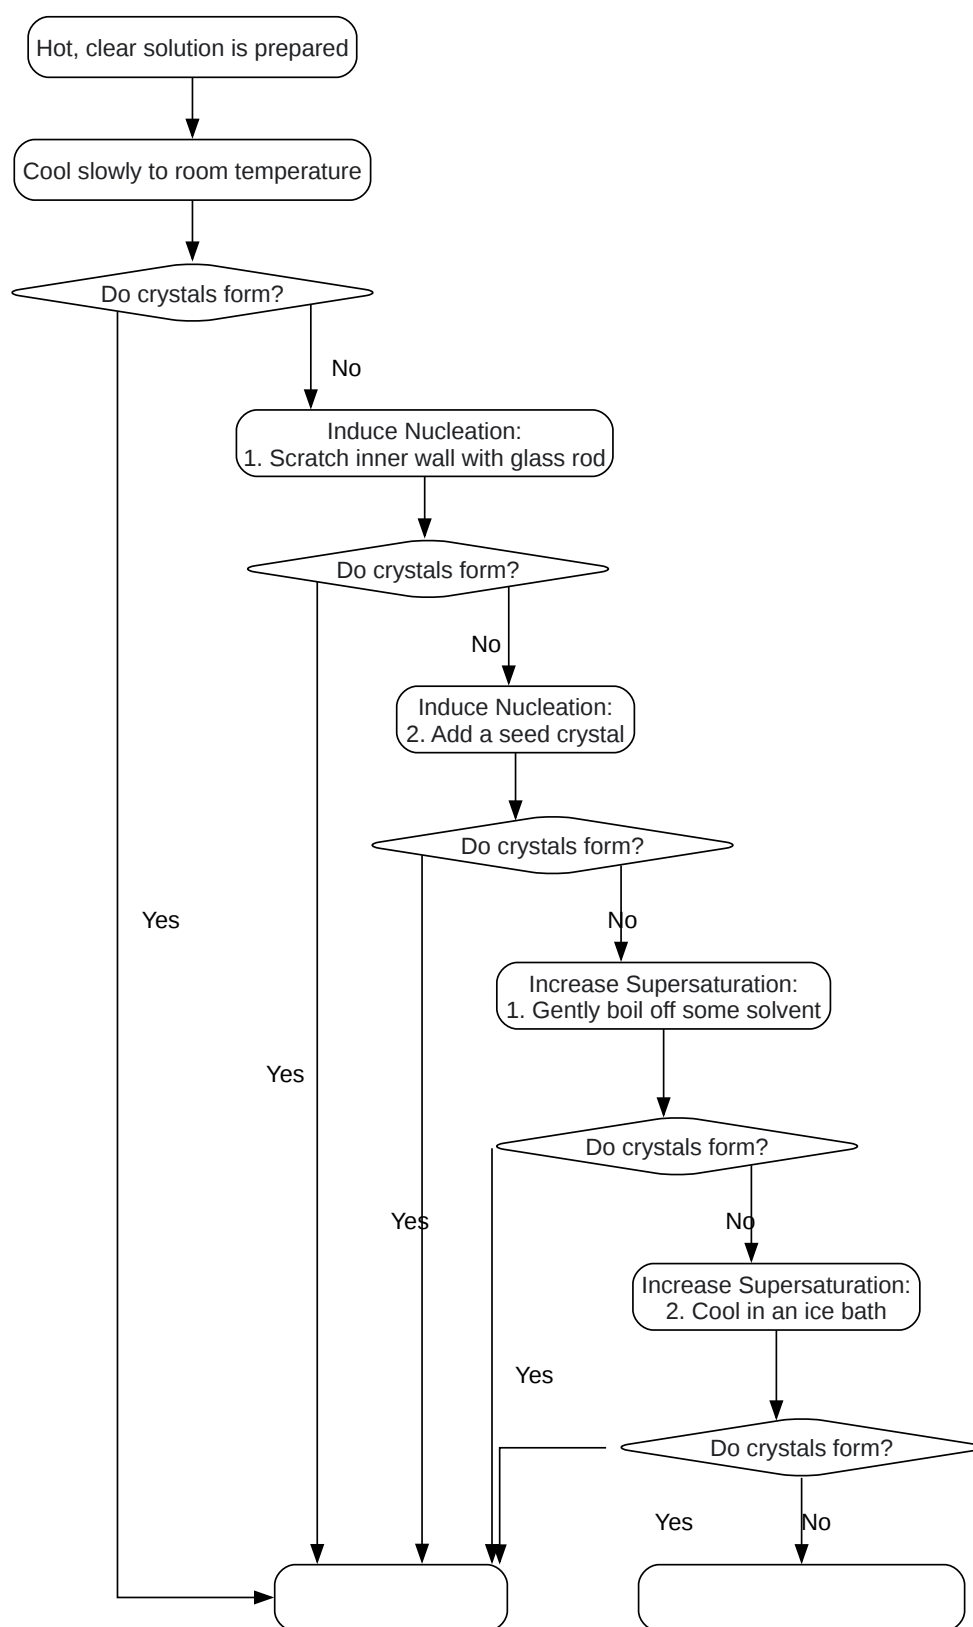 Hot, clear solution is prepared
Cool slowly to room temperature
Do crystals form?
No
Induce Nucleation:
1. Scratch inner wall with glass rod
Do crystals form?
No
Induce Nucleation:
2. Add a seed crystal
Do crystals form?
Yes
No
Increase Supersaturation:
1. Gently boil off some solvent
Yes
Do crystals form?
Yes
No
Increase Supersaturation:
2. Cool in an ice bath
Yes
Do crystals form?
Yes
No